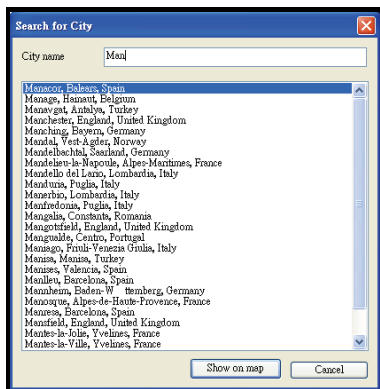 Search for City
City name Man
Manacor, Balears, Spain
Manage, Hainaut, Belgium
Manavgat, Antalya, Turkey
Manchester, England, United Kingdom
Manching, Bayern, Germany
Mandal, Vest-Agder, Norway
Mandelbachtal, Saarland, Germany
Mandelieu-la-Napoule, Alpes-Maritimes, France
Mandello del Lario, Lombardia, Italy
Manduria, Puglia, Italy
Manerbio, Lombardia, Italy
Manfredonia, Puglia, Italy
Mangalia, Constanta, Romania
Mangotsfield, England, United Kingdom
Mangualde, Centro, Portugal
Maniago, Friuli-Venezia Giulia, Italy
Manisa, Manisa, Turkey
Manises, Valencia, Spain
Manlleu, Barcelona, Spain
Mannheim, Baden-W ttemberg, Germany
Manosque, Alpes-de-Haute-Provence, France
Manresa, Barcelona, Spain
Mansfield, England, United Kingdom
Mantes-la-Jolie, Yvelines, France
Mantes-la-Ville, Yvelines, France
Show on map Cancel